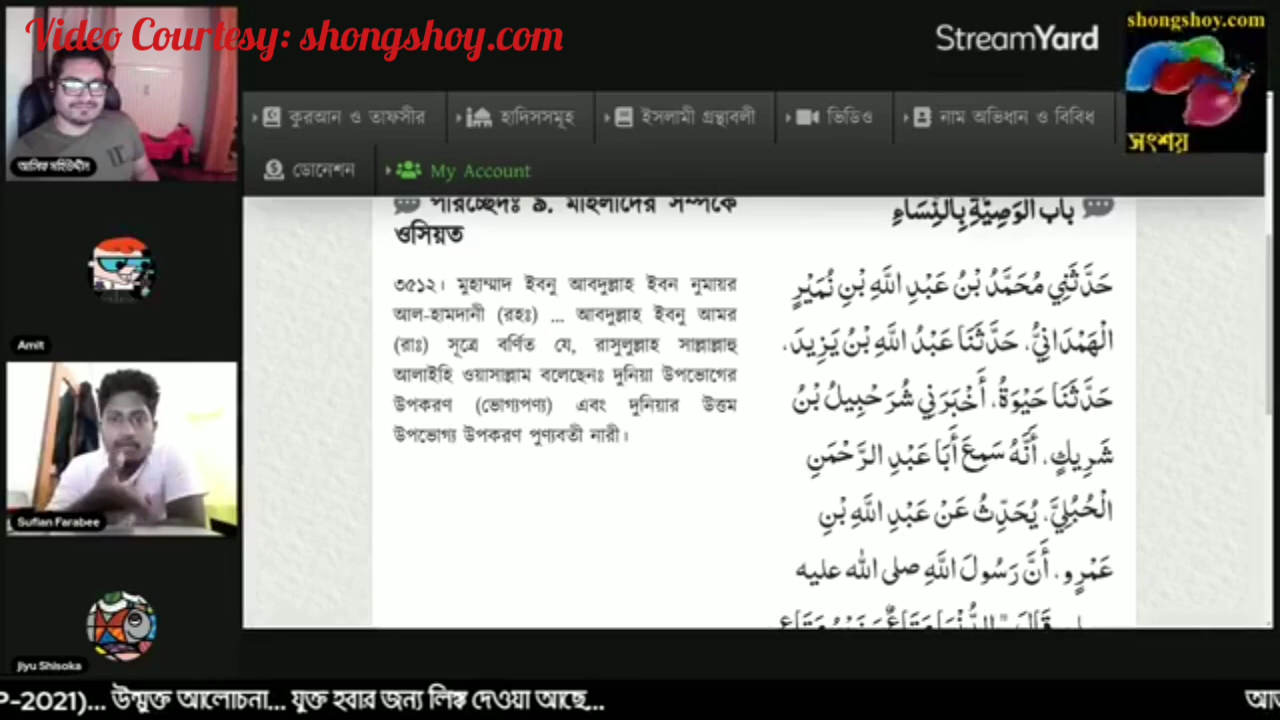 Video Courtesy: shongshoy.com
StreamYard
shongshoy.com
সংশয়
কুরআন ও তাফসীর
হাদিসসমূহ
ইসলামী গ্রন্থাবলী
ভিডিও
নাম অভিধান ও বিবিধ
ডোনেশন
My Account
আসিফ মহিউদ্দীন
Amit
Sufian Farabee
Jiyu Shisoka
পরিচ্ছেদঃ ৯. মহিলাদের সম্পর্কে
ওসিয়ত
৩৫১২। মুহাম্মাদ ইবনু আবদুল্লাহ ইবন নুমায়র
আল-হামদানী (রহঃ) ... আবদুল্লাহ ইবনু আমর
(রাঃ) সূত্রে বর্ণিত যে, রাসুলুল্লাহ সাল্লাল্লাহু
আলাইহি ওয়াসাল্লাম বলেছেনঃ দুনিয়া উপভোগের
উপকরণ (ভোগ্যপণ্য) এবং দুনিয়ার উত্তম
উপভোগ্য উপকরণ পুণ্যবতী নারী।
باب الْوَصِيَّةِ بِالنِّسَاءِ
حَدَّثَنِي مُحَمَّدُ بْنُ عَبْدِ اللَّهِ بْنِ نُمَيْرٍ
الْهَمْدَانِيُّ، حَدَّثَنَا عَبْدُ اللَّهِ بْنُ يَزِيدَ،
حَدَّثَنَا حَيْوَةُ، أَخْبَرَنِي شُرَحْبِيلُ بْنُ
شَرِيكٍ، أَنَّهُ سَمِعَ أَبَا عَبْدِ الرَّحْمَنِ
الْحُبُلِيَّ، يُحَدِّثُ عَنْ عَبْدِ اللَّهِ بْنِ
عَمْرٍو، أَنَّ رَسُولَ اللَّهِ صلى الله عليه
P-2021)... উন্মুক্ত আলোচনা... যুক্ত হবার জন্য লিঙ্ক দেওয়া আছে...